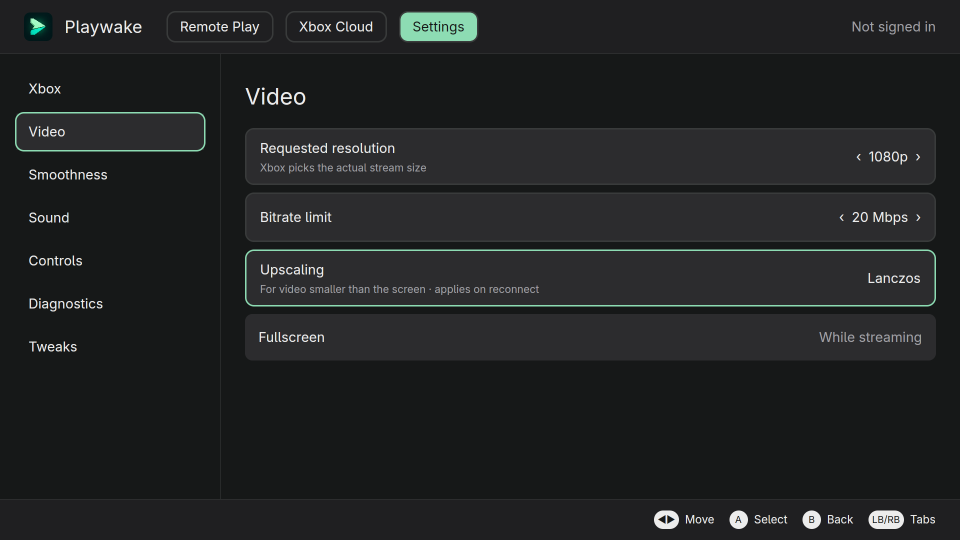 Playwake
Remote Play
Xbox Cloud
Settings
Not signed in
Xbox
Video
Smoothness
Sound
Controls
Diagnostics
Tweaks
Video
Requested resolution
Xbox picks the actual stream size
‹ 1080p ›
Bitrate limit
‹ 20 Mbps ›
Upscaling
For video smaller than the screen · applies on reconnect
Lanczos
Fullscreen
While streaming
◀▶ Move
A Select
B Back
LB/RB Tabs